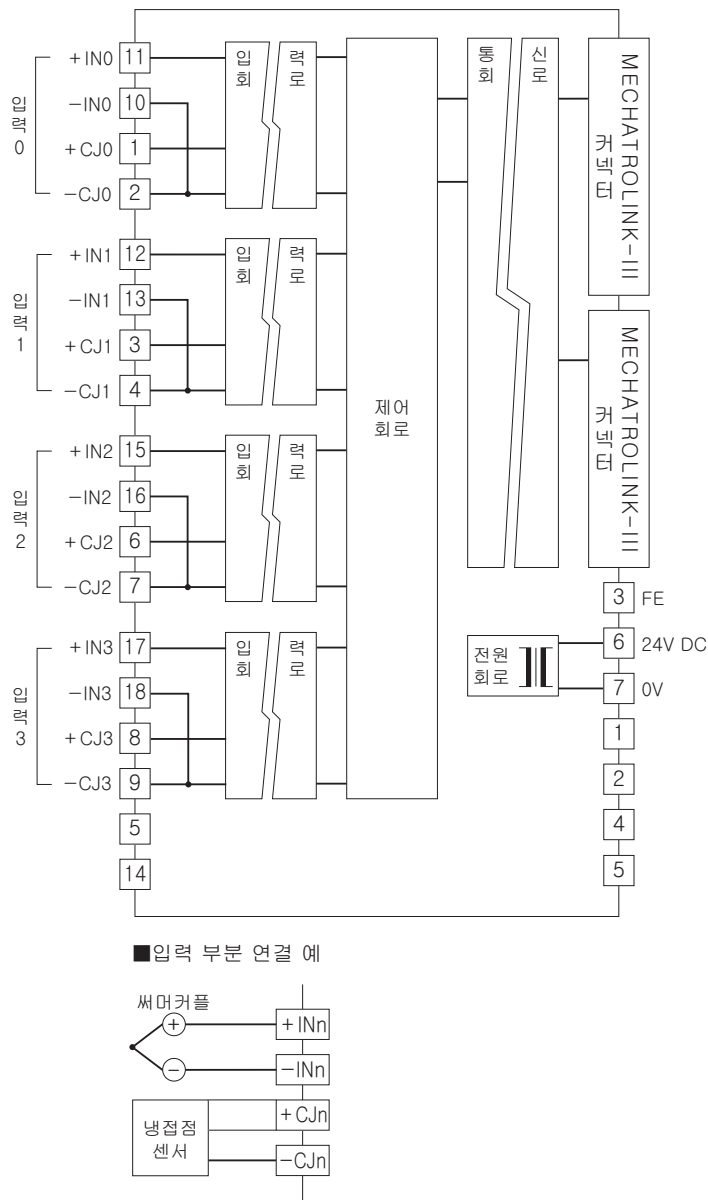 입력 0
+IN0 11
−IN0 10
+CJ0 1
−CJ0 2
입력 회로
입력 1
+IN1 12
−IN1 13
+CJ1 3
−CJ1 4
입력 회로
입력 2
+IN2 15
−IN2 16
+CJ2 6
−CJ2 7
입력 회로
입력 3
+IN3 17
−IN3 18
+CJ3 8
−CJ3 9
입력 회로
5
14
제어
회로
통신
회로
MECHATROLINK-III
커넥터
MECHATROLINK-III
커넥터
3 FE
전원
회로
6 24V DC
7 0V
1
2
4
5
■입력 부분 연결 예
써머커플
+ +INn
− −INn
냉접점
센서
+CJn
−CJn